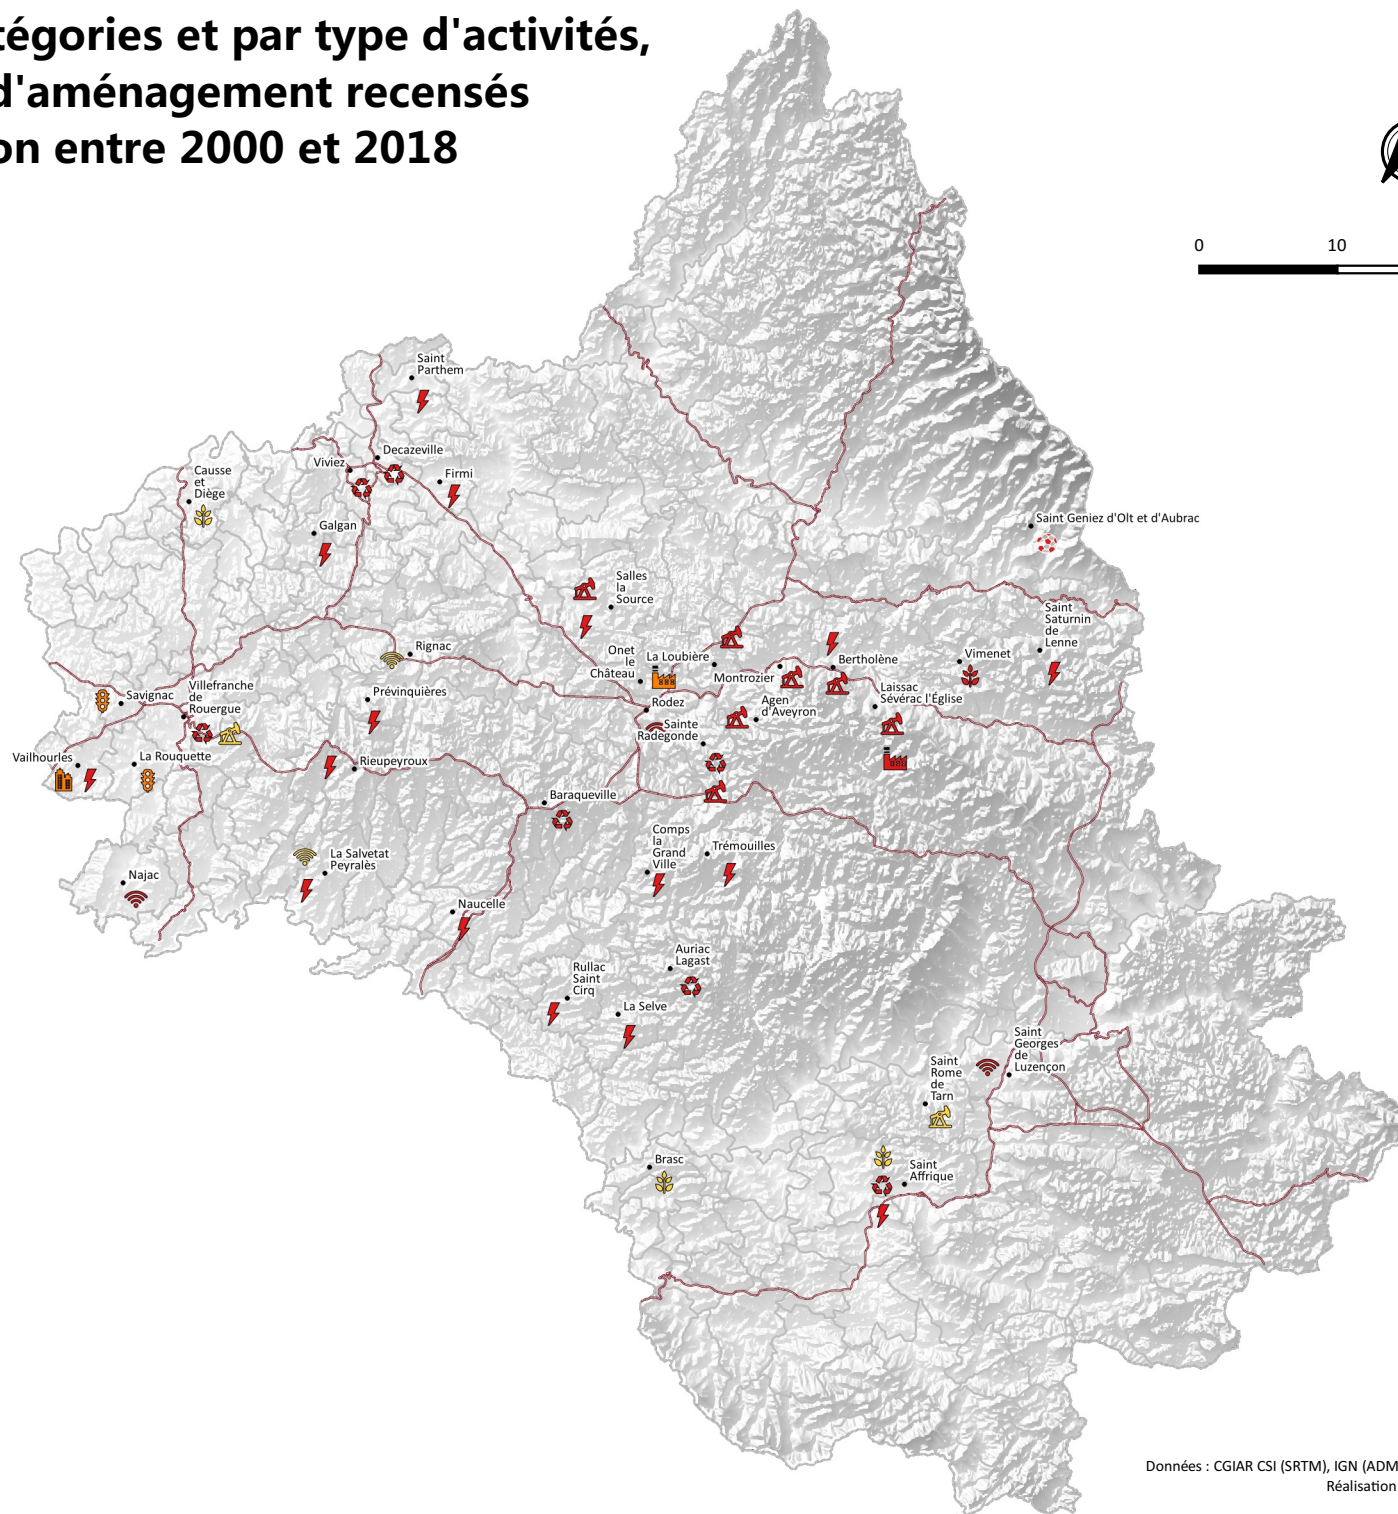 tégories et par type d'activités,
d'aménagement recensés
on entre 2000 et 2018
0 10
Saint
Parthem
Decazeville
Viviez
Firmi
Causse
et
Diège
Galgan
Saint Geniez d'Olt et d'Aubrac
Salles
la
Source
Saint
Saturnin
de
Lenne
Rignac
Onet
le
Château
La Loubière
Montrozier
Bertholène
Vimenet
Savignac
Villefranche
de
Rouergue
Prévinquières
Rodez
Agen
d'Aveyron
Laissac
Sévérac l'Église
Sainte
Radegonde
Vailhourles
La Rouquette
Rieupeyroux
Baraqueville
Comps
la
Grand
Ville
Trémouilles
La Salvetat
Peyralès
Najac
Naucelle
Auriac
Lagast
Rullac
Saint
Cirq
La Selve
Saint
Georges
de
Luzençon
Saint
Rome
de
Tarn
Brasc
Saint
Affrique
Données : CGIAR CSI (SRTM), IGN (ADM
Réalisation